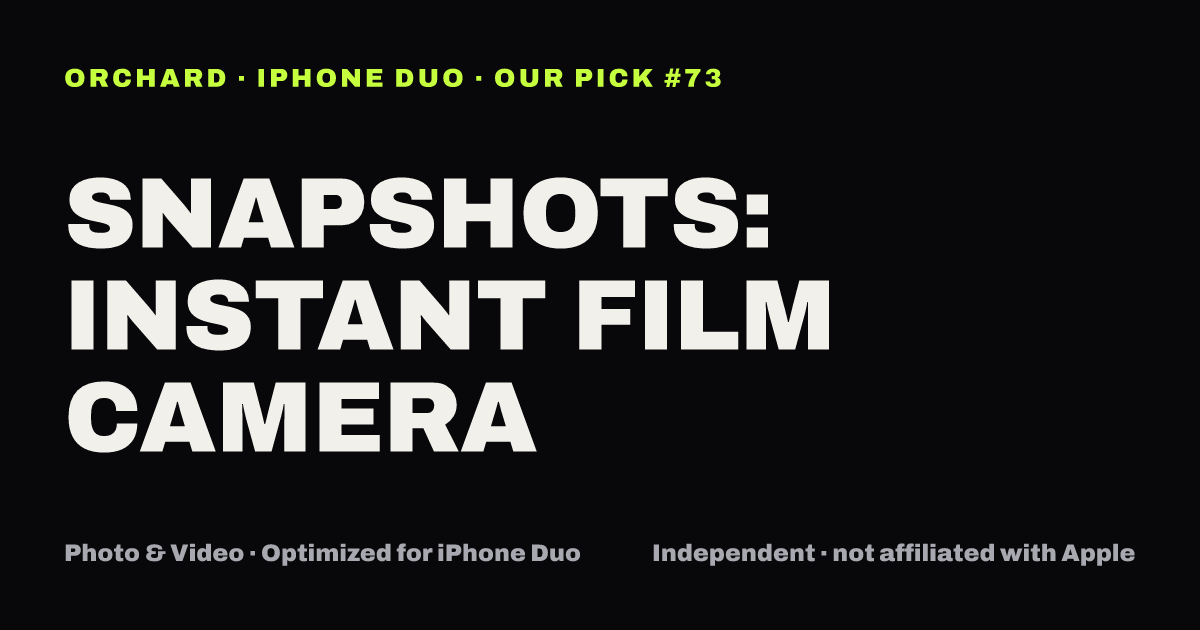 ORCHARD · IPHONE DUO · OUR PICK #73
SNAPSHOTS:
INSTANT FILM
CAMERA
Photo & Video · Optimized for iPhone Duo
Independent · not affiliated with Apple